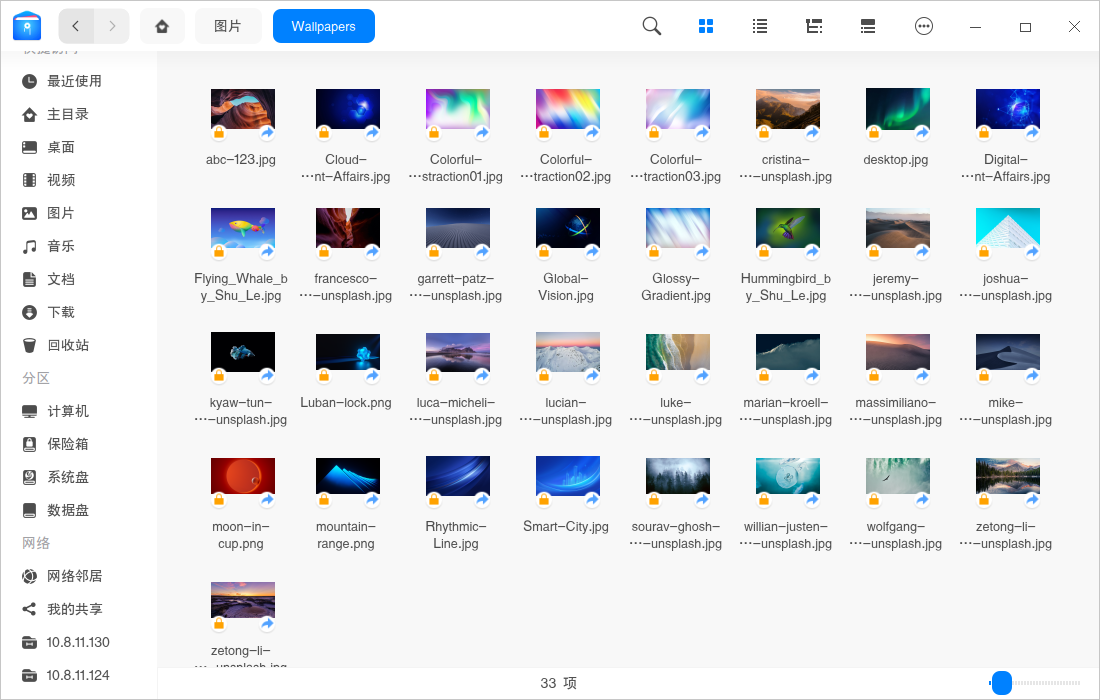 图片
Wallpapers
最近使用
主目录
桌面
视频
图片
音乐
文档
下载
回收站
分区
计算机
保险箱
系统盘
数据盘
网络
网络邻居
我的共享
10.8.11.130
10.8.11.124
abc-123.jpg
Cloud-
···nt-Affairs.jpg
Colorful-
···straction01.jpg
Colorful-
···traction02.jpg
Colorful-
···traction03.jpg
cristina-
···-unsplash.jpg
desktop.jpg
Digital-
···nt-Affairs.jpg
Flying_Whale_b
y_Shu_Le.jpg
francesco-
···-unsplash.jpg
garrett-patz-
···-unsplash.jpg
Global-
Vision.jpg
Glossy-
Gradient.jpg
Hummingbird_b
y_Shu_Le.jpg
jeremy-
···-unsplash.jpg
joshua-
···-unsplash.jpg
kyaw-tun-
···-unsplash.jpg
Luban-lock.png
luca-micheli-
···-unsplash.jpg
lucian-
···-unsplash.jpg
luke-
···-unsplash.jpg
marian-kroell-
···-unsplash.jpg
massimiliano-
···-unsplash.jpg
mike-
···-unsplash.jpg
moon-in-
cup.png
mountain-
range.png
Rhythmic-
Line.jpg
Smart-City.jpg
sourav-ghosh-
···-unsplash.jpg
willian-justen-
···-unsplash.jpg
wolfgang-
···-unsplash.jpg
zetong-li-
···-unsplash.jpg
zetong-li-
···-unsplash.jpg
33 项